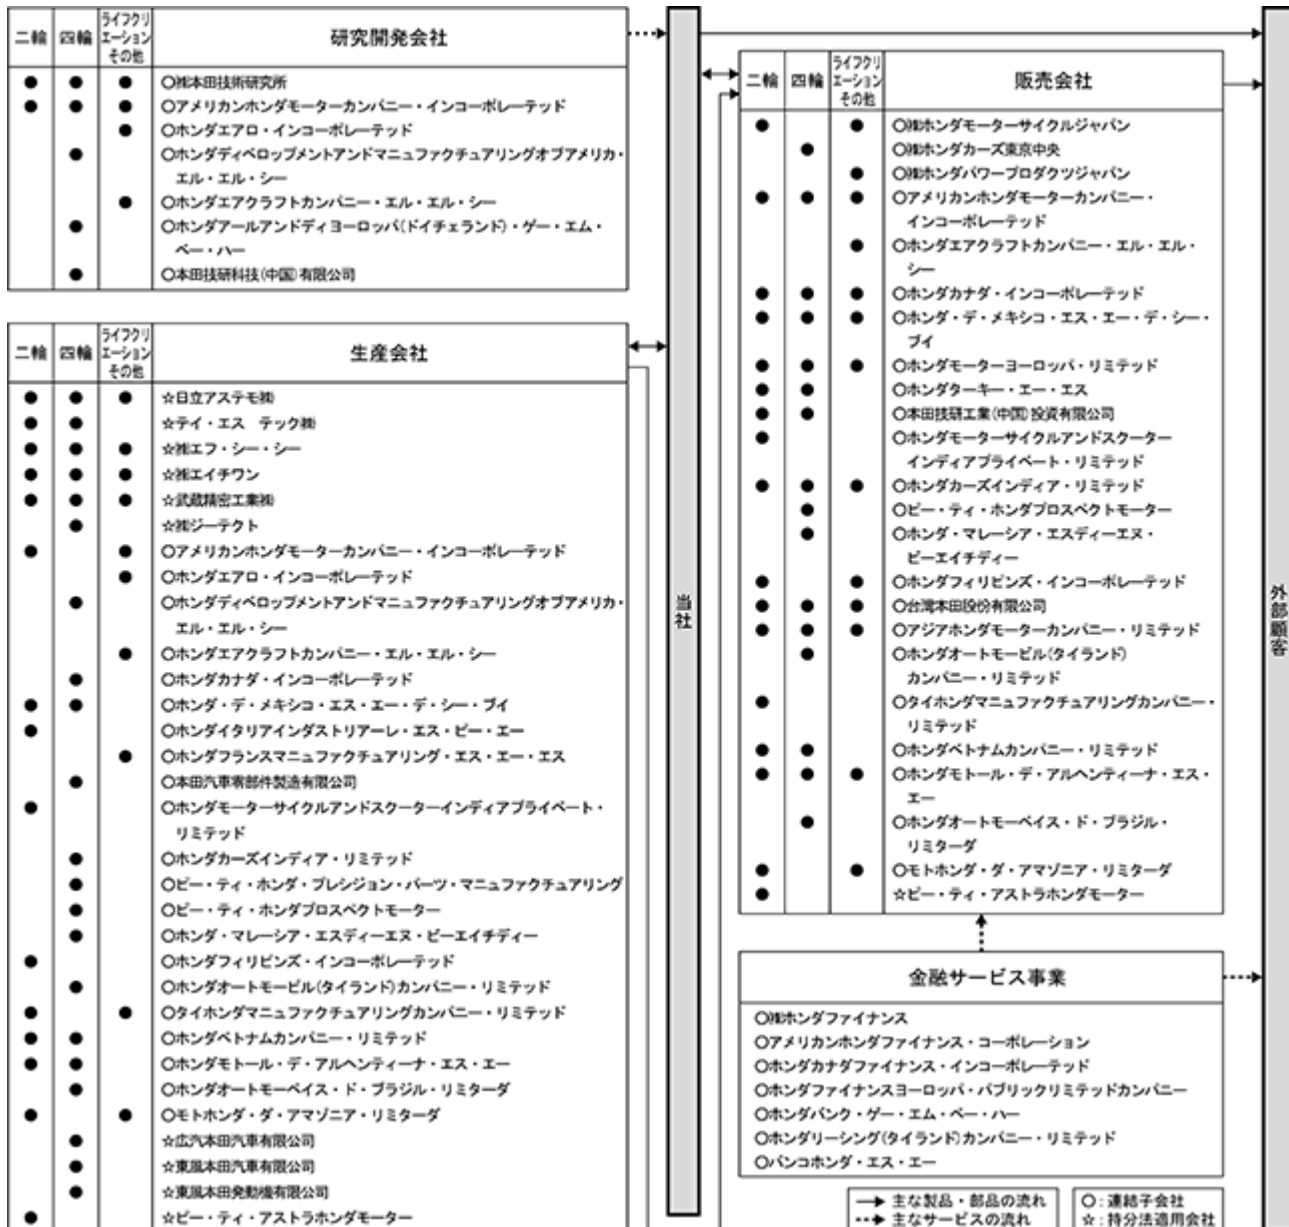 二輪 四輪 ライフクリエーションその他 研究開発会社
● ● ● ○㈱本田技術研究所
● ● ● ○アメリカンホンダモーターカンパニー・インコーポレーテッド
● ○ホンダエアロ・インコーポレーテッド
● ○ホンダディベロップメントアンドマニュファクチュアリングオブアメリカ・
エル・エル・シー
● ○ホンダエアクラフトカンパニー・エル・エル・シー
● ○ホンダアールアンドディヨーロッパ(ドイチェランド)・ゲー・エム・
ベー・ハー
● ○本田技研科技(中国)有限公司
二輪 四輪 ライフクリエーションその他 生産会社
● ● ● ☆日立アステモ㈱
● ● ☆テイ・エス テック㈱
● ● ● ☆㈱エフ・シー・シー
● ● ● ☆㈱エイチワン
● ● ● ☆武蔵精密工業㈱
● ☆㈱ジーテクト
● ● ○アメリカンホンダモーターカンパニー・インコーポレーテッド
● ○ホンダエアロ・インコーポレーテッド
● ○ホンダディベロップメントアンドマニュファクチュアリングオブアメリカ・
エル・エル・シー
● ○ホンダエアクラフトカンパニー・エル・エル・シー
● ○ホンダカナダ・インコーポレーテッド
● ● ○ホンダ・デ・メキシコ・エス・エー・デ・シー・ブイ
● ○ホンダイタリアインダストリアーレ・エス・ピー・エー
● ○ホンダフランスマニュファクチュアリング・エス・エー・エス
● ○本田汽車零部件製造有限公司
● ○ホンダモーターサイクルアンドスクーターインディアプライベート・
リミテッド
● ○ホンダカーズインディア・リミテッド
● ○ピー・ティ・ホンダ・プレシジョン・パーツ・マニュファクチュアリング
● ○ピー・ティ・ホンダプロスペクトモーター
● ○ホンダ・マレーシア・エスディーエヌ・ビーエイチディー
● ○ホンダフィリピンズ・インコーポレーテッド
● ○ホンダオートモービル(タイランド)カンパニー・リミテッド
● ● ○タイホンダマニュファクチュアリングカンパニー・リミテッド
● ● ○ホンダベトナムカンパニー・リミテッド
● ● ○ホンダモトール・デ・アルヘンティーナ・エス・エー
● ○ホンダオートモーベイス・ド・ブラジル・リミターダ
● ● ○モトホンダ・ダ・アマゾニア・リミターダ
● ☆広汽本田汽車有限公司
● ☆東風本田汽車有限公司
● ☆東風本田発動機有限公司
● ☆ピー・ティ・アストラホンダモーター
当社
二輪 四輪 ライフクリエーションその他 販売会社
● ● ○㈱ホンダモーターサイクルジャパン
● ○㈱ホンダカーズ東京中央
● ○㈱ホンダパワープロダクツジャパン
● ● ● ○アメリカンホンダモーターカンパニー・
インコーポレーテッド
● ○ホンダエアクラフトカンパニー・エル・エル・
シー
● ● ● ○ホンダカナダ・インコーポレーテッド
● ● ● ○ホンダ・デ・メキシコ・エス・エー・デ・シー・
ブイ
● ● ● ○ホンダモーターヨーロッパ・リミテッド
● ● ○ホンダターキー・エー・エス
● ● ○本田技研工業(中国)投資有限公司
● ○ホンダモーターサイクルアンドスクーター
インディアプライベート・リミテッド
● ● ● ○ホンダカーズインディア・リミテッド
● ○ピー・ティ・ホンダプロスペクトモーター
● ○ホンダ・マレーシア・エスディーエヌ・
ビーエイチディー
● ● ○ホンダフィリピンズ・インコーポレーテッド
● ● ● ○台灣本田股份有限公司
● ● ● ○アジアホンダモーターカンパニー・リミテッド
● ○ホンダオートモービル(タイランド)
カンパニー・リミテッド
● ○タイホンダマニュファクチュアリングカンパニー・
リミテッド
● ● ○ホンダベトナムカンパニー・リミテッド
● ● ● ○ホンダモトール・デ・アルヘンティーナ・エス・
エー
● ○ホンダオートモーベイス・ド・ブラジル・
リミターダ
● ● ○モトホンダ・ダ・アマゾニア・リミターダ
● ☆ピー・ティ・アストラホンダモーター
金融サービス事業
○㈱ホンダファイナンス
○アメリカンホンダファイナンス・コーポレーション
○ホンダカナダファイナンス・インコーポレーテッド
○ホンダファイナンスヨーロッパ・パブリックリミテッドカンパニー
○ホンダバンク・ゲー・エム・ベー・ハー
○ホンダリーシング(タイランド)カンパニー・リミテッド
○バンコホンダ・エス・エー
主な製品・部品の流れ
主なサービスの流れ
○:連結子会社
☆:持分法適用会社
外部顧客